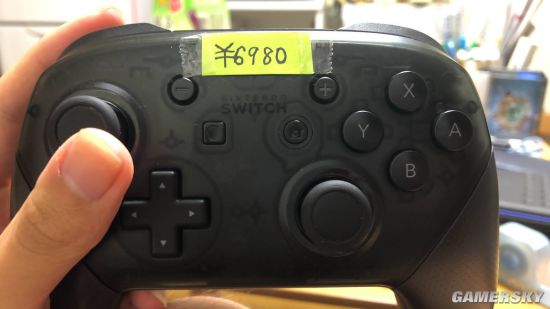 ¥6980
NINTENDO
SWITCH
X
Y
A
B
GAMERSKY